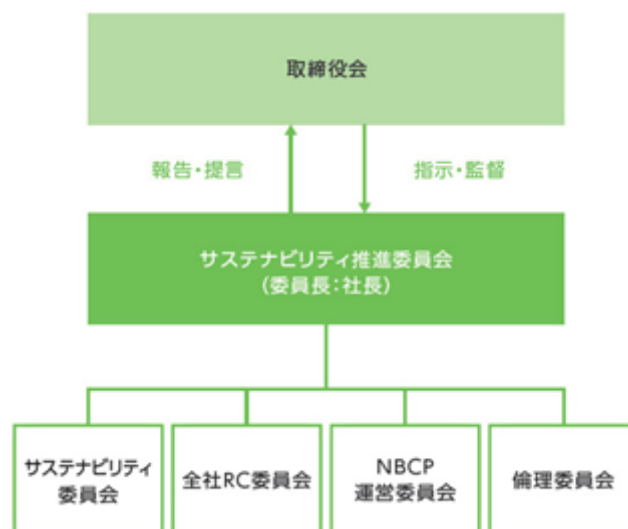 取締役会
報告・提言
指示・監督
サステナビリティ推進委員会
(委員長:社長)
サステナビリティ
委員会
全社RC委員会
NBCP
運営委員会
倫理委員会